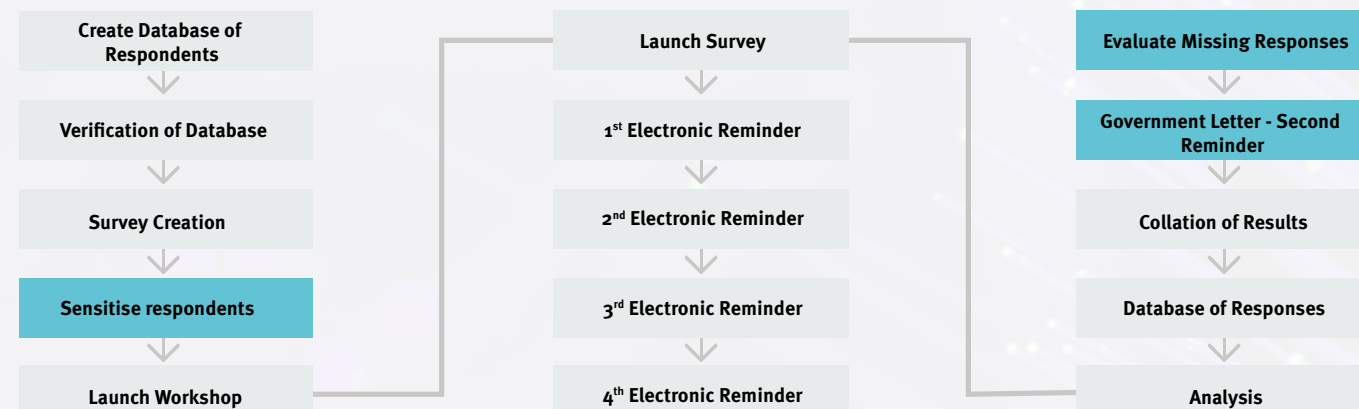 Create Database of
Respondents
Verification of Database
Survey Creation
Sensitise respondents
Launch Workshop
Launch Survey
1st Electronic Reminder
2nd Electronic Reminder
3rd Electronic Reminder
4th Electronic Reminder
Evaluate Missing Responses
Government Letter - Second
Reminder
Collation of Results
Database of Responses
Analysis